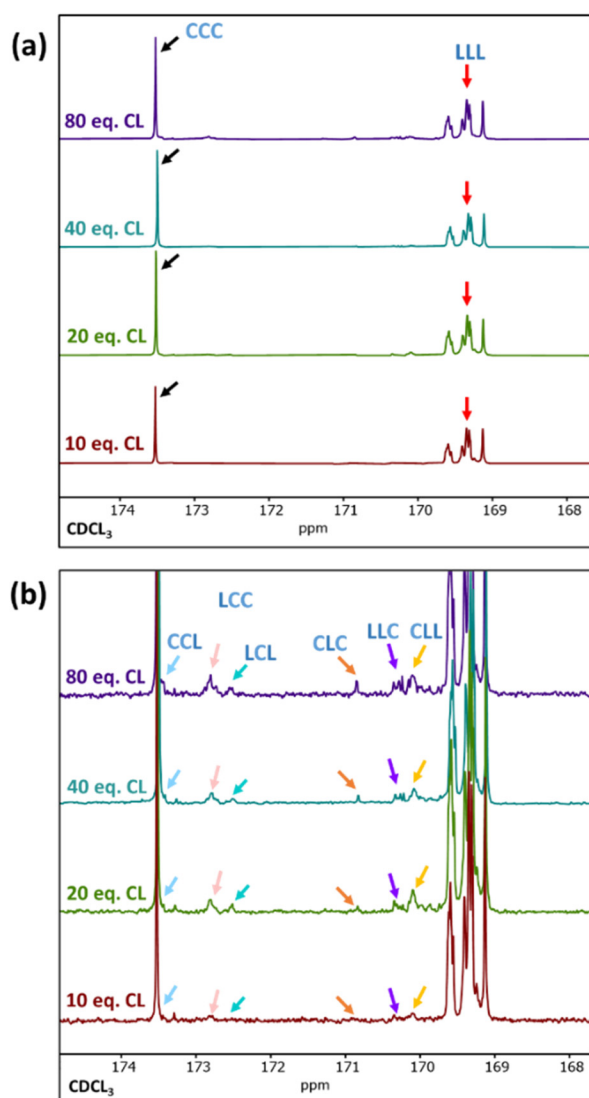 (a)
CCC
LLL
80 eq. CL
40 eq. CL
20 eq. CL
10 eq. CL
174 173 172 171 170 169 168
ppm
CDCL3
(b)
LCC
CCL LCL CLC LLC CLL
80 eq. CL
40 eq. CL
20 eq. CL
10 eq. CL
174 173 172 171 170 169 168
ppm
CDCL3